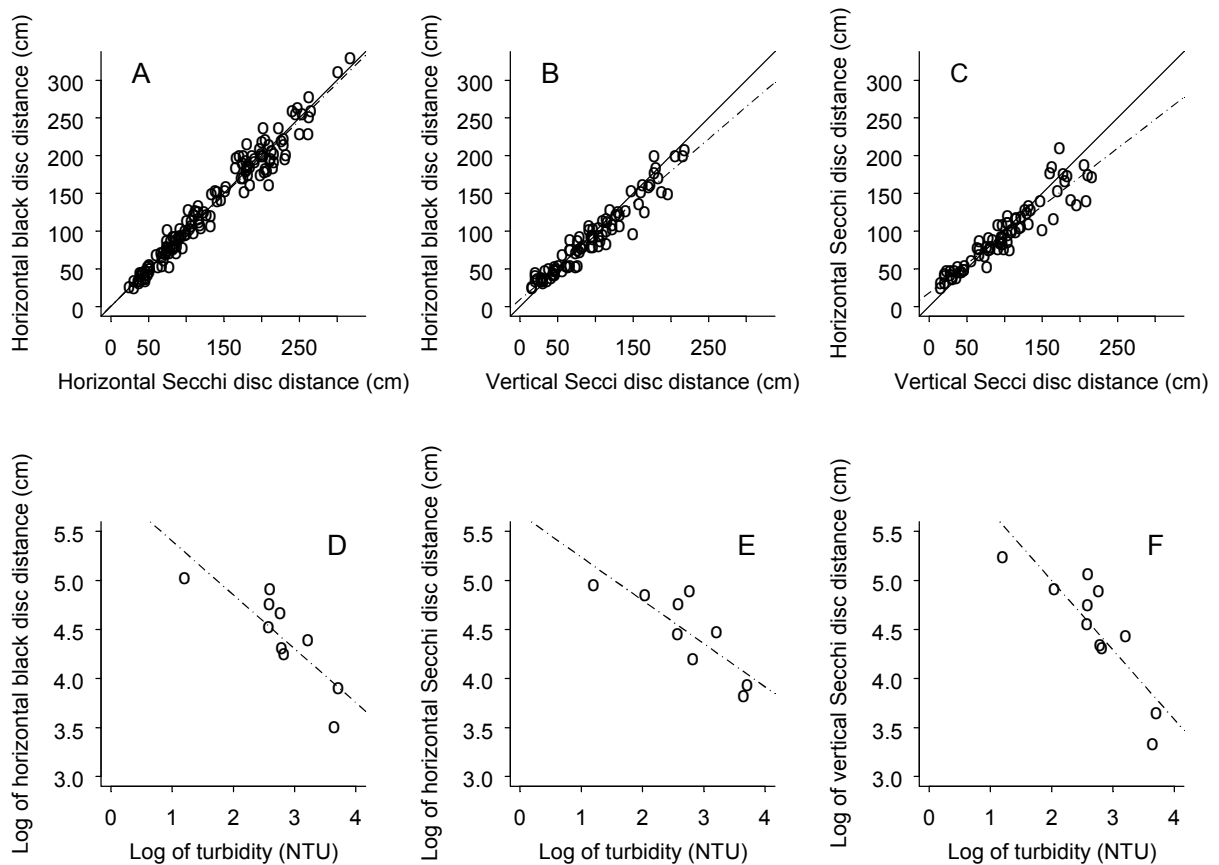 Horizontal black disc distance (cm)
A
300
250
200
150
100
50
0
0 50 150 250
Horizontal Secchi disc distance (cm)
Horizontal black disc distance (cm)
B
300
250
200
150
100
50
0
0 50 150 250
Vertical Secci disc distance (cm)
Horizontal Secchi disc distance (cm)
C
300
250
200
150
100
50
0
0 50 150 250
Vertical Secci disc distance (cm)
Log of horizontal black disc distance (cm)
D
5.5
5.0
4.5
4.0
3.5
3.0
0 1 2 3 4
Log of turbidity (NTU)
Log of horizontal Secchi disc distance (cm)
E
5.5
5.0
4.5
4.0
3.5
3.0
0 1 2 3 4
Log of turbidity (NTU)
Log of vertical Secchi disc distance (cm)
F
5.5
5.0
4.5
4.0
3.5
3.0
0 1 2 3 4
Log of turbidity (NTU)